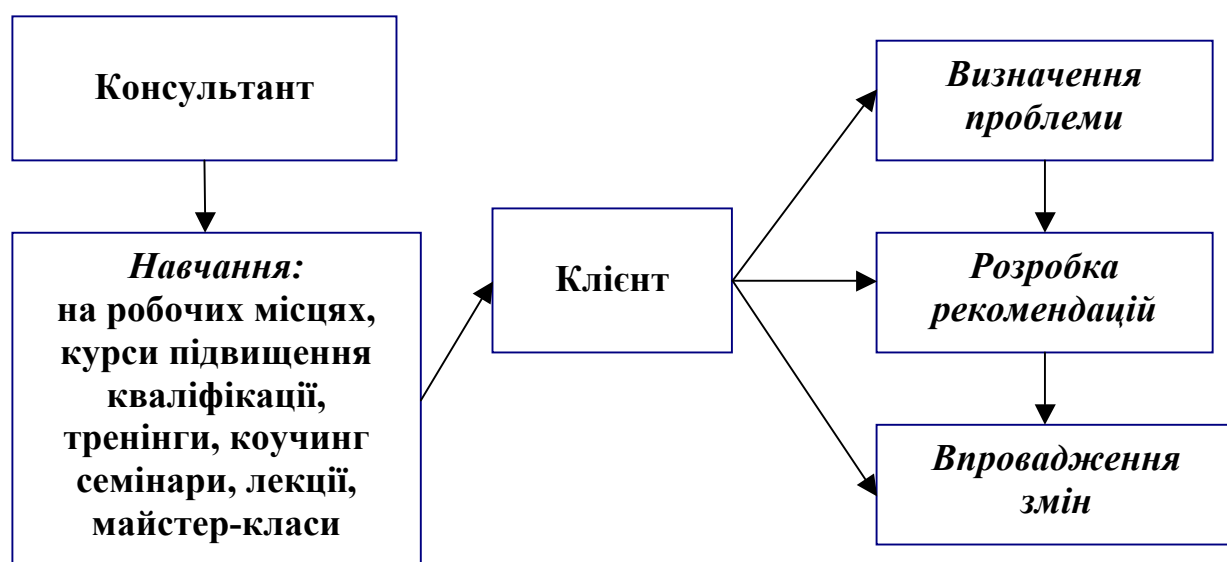 Консультант
Навчання:
на робочих місцях,
курси підвищення
кваліфікації,
тренінги, коучинг
семінари, лекції,
майстер-класи
Клієнт
Визначення
проблеми
Розробка
рекомендацій
Впровадження
змін